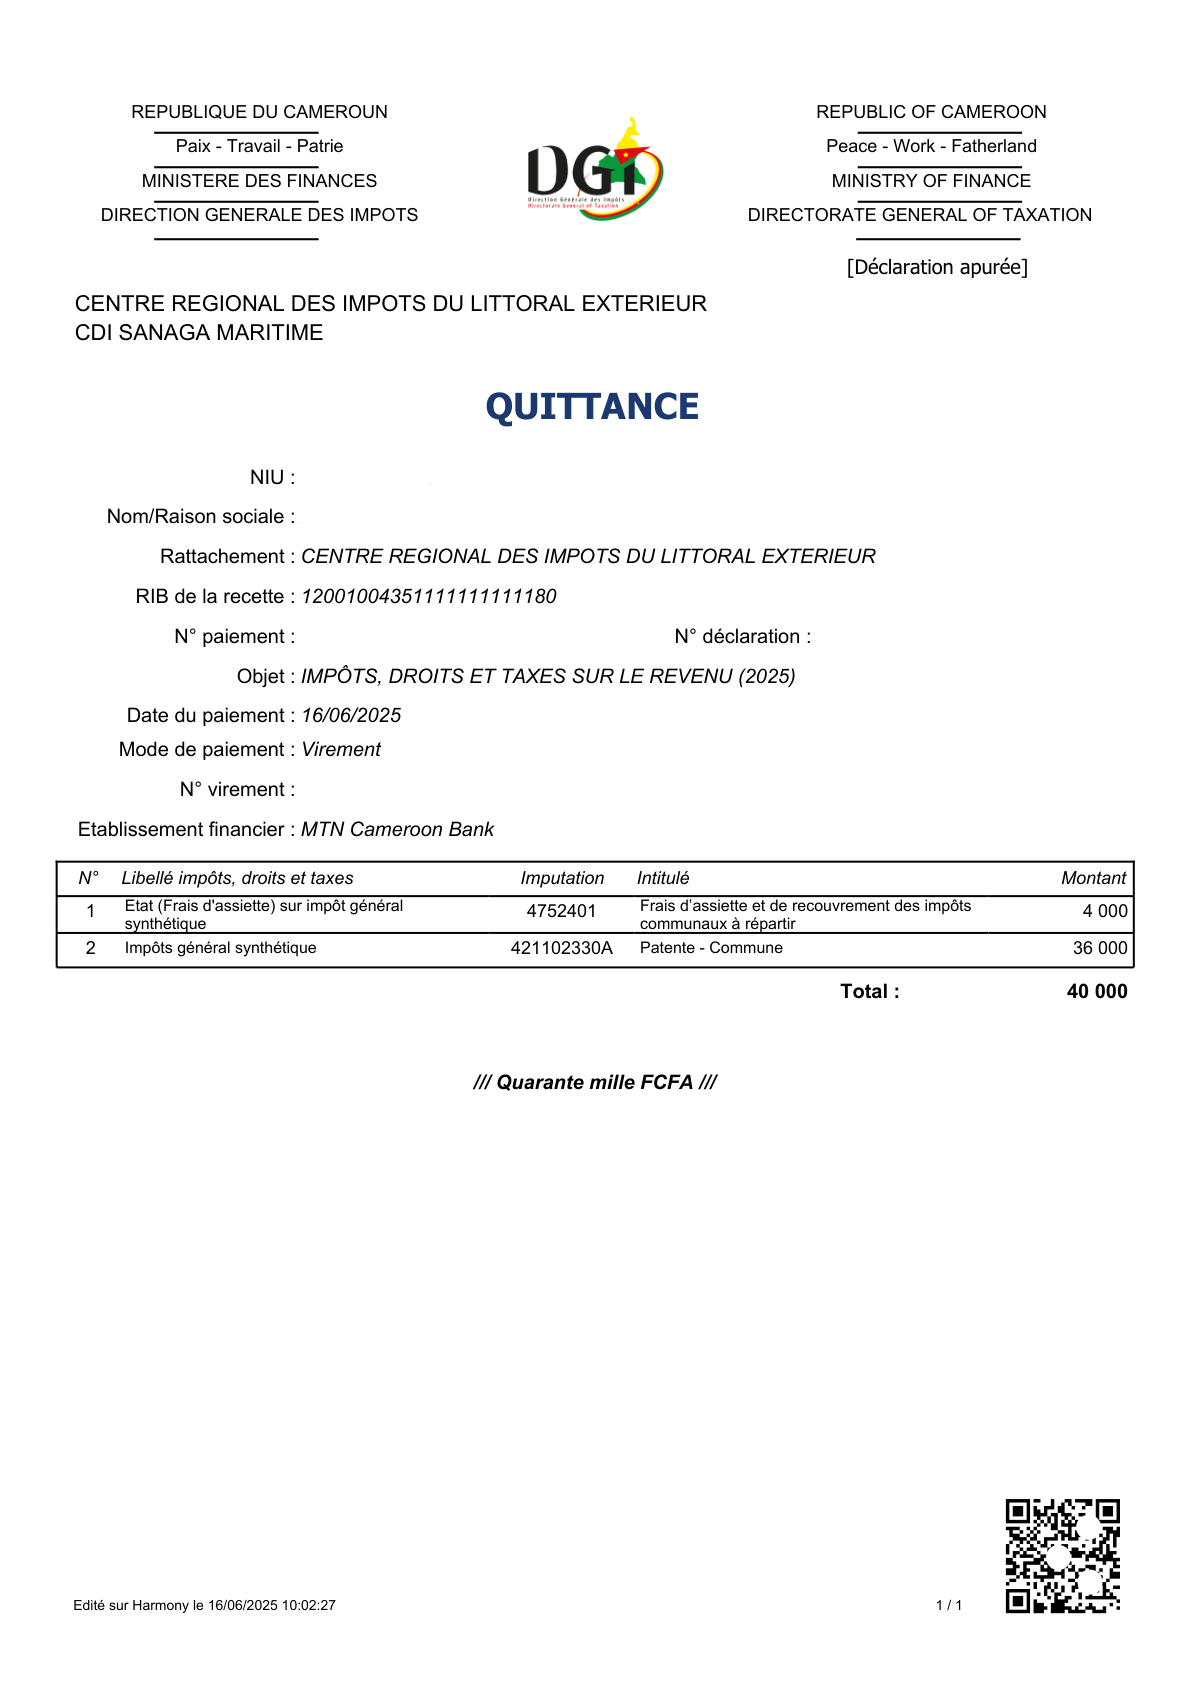 REPUBLIQUE DU CAMEROUN
Paix - Travail - Patrie
MINISTERE DES FINANCES
DIRECTION GENERALE DES IMPOTS
DGI
Direction Générale des Impôts
Directorate General of Taxation
REPUBLIC OF CAMEROON
Peace - Work - Fatherland
MINISTRY OF FINANCE
DIRECTORATE GENERAL OF TAXATION
[Déclaration apurée]
CENTRE REGIONAL DES IMPOTS DU LITTORAL EXTERIEUR
CDI SANAGA MARITIME
QUITTANCE
NIU :
Nom/Raison sociale :
Rattachement : CENTRE REGIONAL DES IMPOTS DU LITTORAL EXTERIEUR
RIB de la recette : 12001004351111111111180
N° paiement : N° déclaration :
Objet : IMPÔTS, DROITS ET TAXES SUR LE REVENU (2025)
Date du paiement : 16/06/2025
Mode de paiement : Virement
N° virement :
Etablissement financier : MTN Cameroon Bank
N° Libellé impôts, droits et taxes Imputation Intitulé Montant
1 Etat (Frais d'assiette) sur impôt général synthétique 4752401 Frais d'assiette et de recouvrement des impôts communaux à répartir 4 000
2 Impôts général synthétique 421102330A Patente - Commune 36 000
Total : 40 000
/// Quarante mille FCFA ///
Edité sur Harmony le 16/06/2025 10:02:27
1 / 1